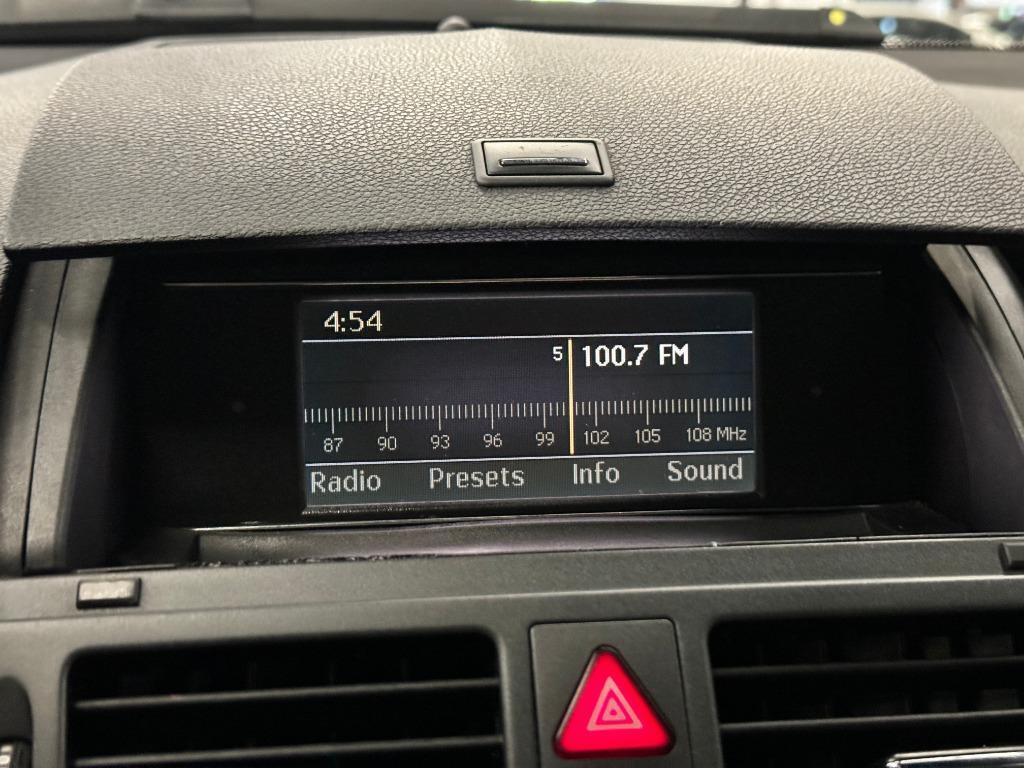 4:54
5 100.7 FM
87 90 93 96 99 102 105 108 MHz
Radio Presets Info Sound